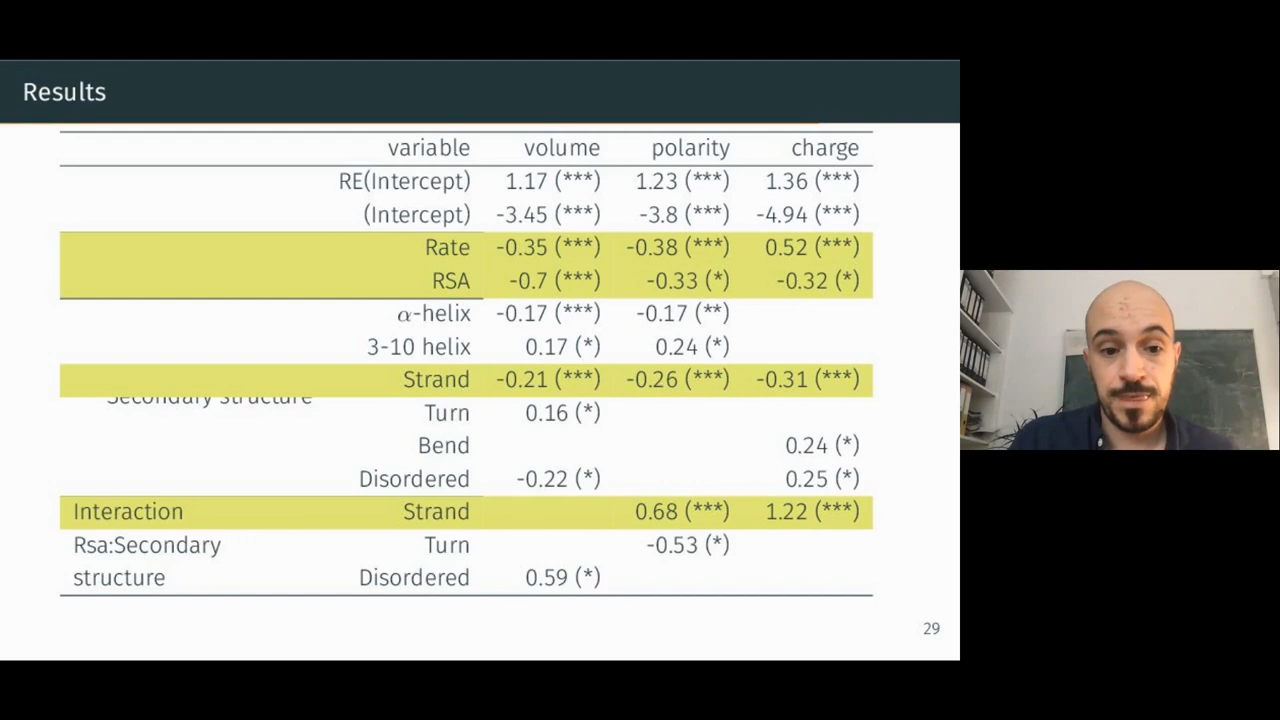 Results
variable volume polarity charge
RE(Intercept) 1.17 (***) 1.23 (***) 1.36 (***)
(Intercept) -3.45 (***) -3.8 (***) -4.94 (***)
Rate -0.35 (***) -0.38 (***) 0.52 (***)
RSA -0.7 (***) -0.33 (*) -0.32 (*)
α-helix -0.17 (***) -0.17 (**)
3-10 helix 0.17 (*) 0.24 (*)
Strand -0.21 (***) -0.26 (***) -0.31 (***)
Secondary structure
Turn 0.16 (*)
Bend 0.24 (*)
Disordered -0.22 (*) 0.25 (*)
Interaction Strand 0.68 (***) 1.22 (***)
Rsa:Secondary Turn -0.53 (*)
structure Disordered 0.59 (*)
29